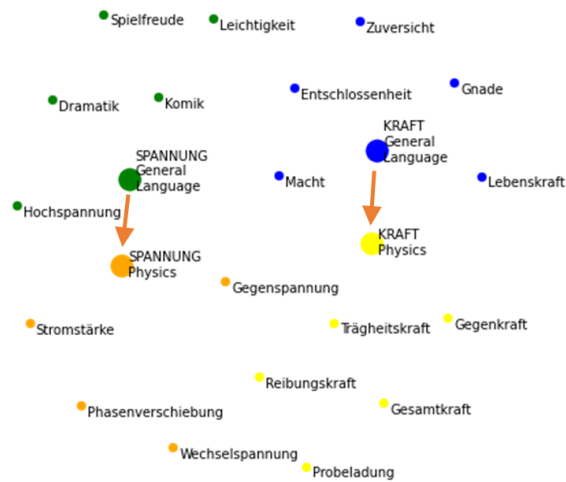 Spielfreude
Leichtigkeit
Zuversicht
Dramatik
Komik
Entschlossenheit
Gnade
SPANNUNG
General
Language
KRAFT
General
Language
Macht
Lebenskraft
Hochspannung
SPANNUNG
Physics
KRAFT
Physics
Gegenspannung
Stromstärke
Trägheitskraft
Gegenkraft
Reibungskraft
Phasenverschiebung
Gesamtkraft
Wechselspannung
Probeladung